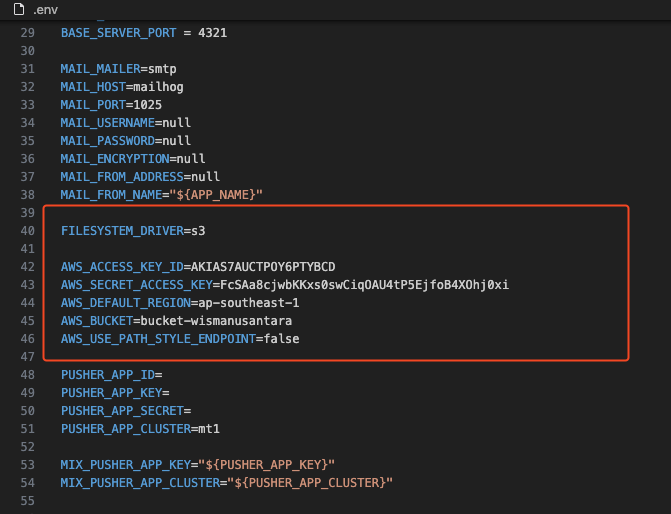 .env
29 BASE_SERVER_PORT = 4321
30
31 MAIL_MAILER=smtp
32 MAIL_HOST=mailhog
33 MAIL_PORT=1025
34 MAIL_USERNAME=null
35 MAIL_PASSWORD=null
36 MAIL_ENCRYPTION=null
37 MAIL_FROM_ADDRESS=null
38 MAIL_FROM_NAME="${APP_NAME}"
39
40 FILESYSTEM_DRIVER=s3
41
42 AWS_ACCESS_KEY_ID=AKIAS7AUCTPOY6PTYBCD
43 AWS_SECRET_ACCESS_KEY=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
44 AWS_DEFAULT_REGION=ap-southeast-1
45 AWS_BUCKET=bucket-wismanusantara
46 AWS_USE_PATH_STYLE_ENDPOINT=false
47
48 PUSHER_APP_ID=
49 PUSHER_APP_KEY=
50 PUSHER_APP_SECRET=
51 PUSHER_APP_CLUSTER=mt1
52
53 MIX_PUSHER_APP_KEY="${PUSHER_APP_KEY}"
54 MIX_PUSHER_APP_CLUSTER="${PUSHER_APP_CLUSTER}"
55